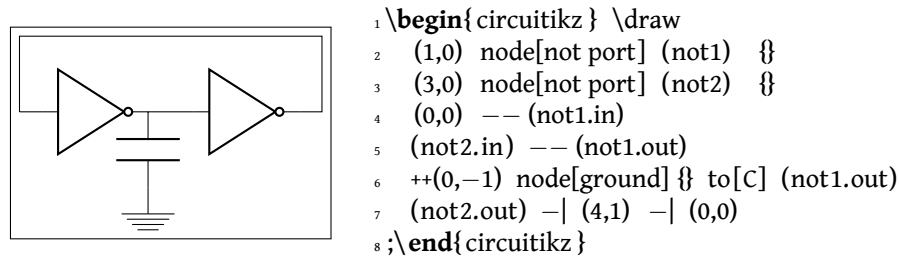 1 \begin{circuitikz} \draw
2 (1,0) node[not port] (not1) {}
3 (3,0) node[not port] (not2) {}
4 (0,0) -- (not1.in)
5 (not2.in) -- (not1.out)
6 ++(0,-1) node[ground] {} to[C] (not1.out)
7 (not2.out) -| (4,1) -| (0,0)
8 ;\end{circuitikz}